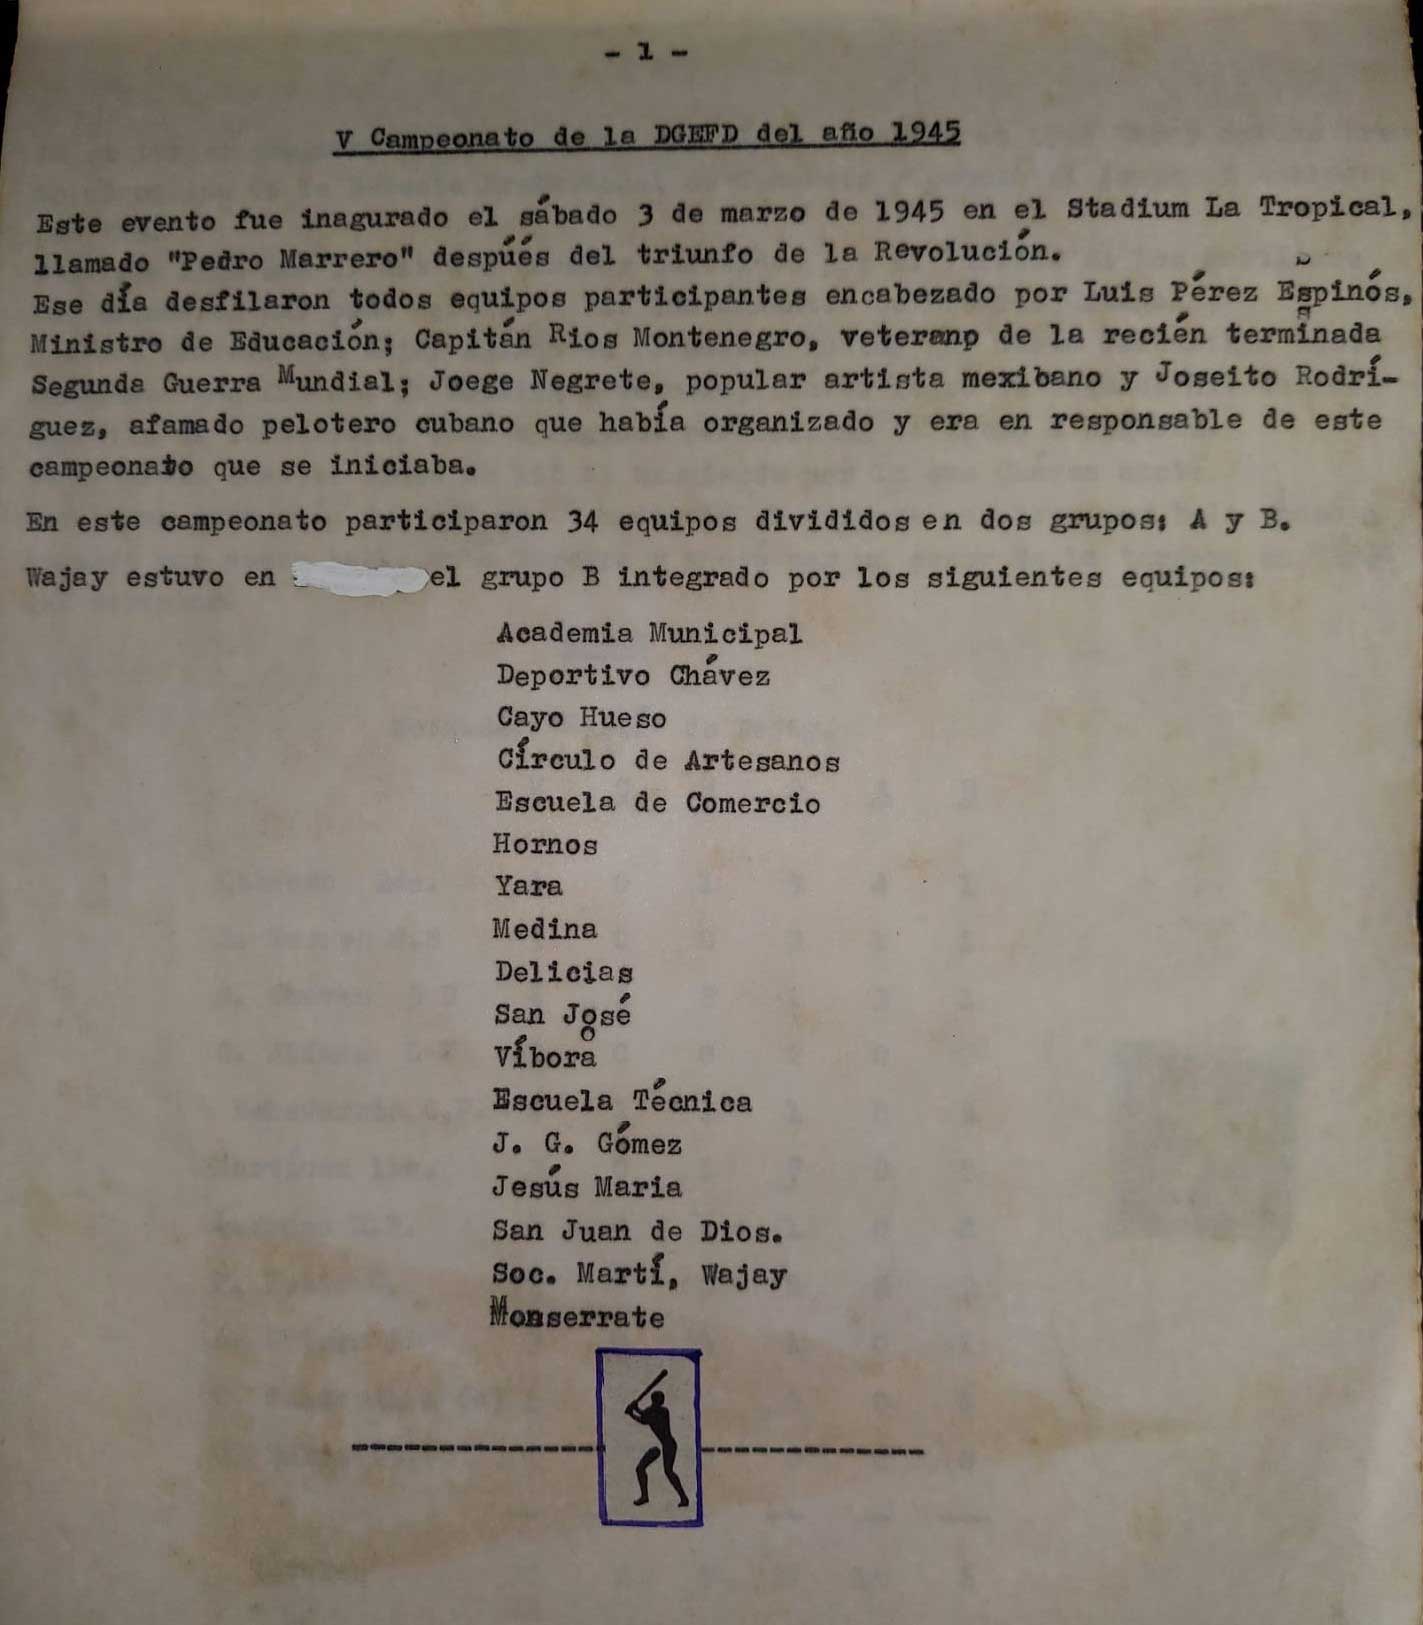 - 1 -
V Campeonato de la DGEFD del año 1945
Este evento fue inagurado el sábado 3 de marzo de 1945 en el Stadium La Tropical,
llamado "Pedro Marrero" despúés del triunfo de la Revolución.
Ese día desfilaron todos equipos participantes encabezado por Luis Pérez Espinós,
Ministro de Educación; Capitán Rios Montenegro, veteranp de la recién terminada
Segunda Guerra Mundial; Joege Negrete, popular artista mexibano y Joseito Rodrí-
guez, afamado pelotero cubano que había organizado y era en responsable de este
campeonato que se iniciaba.
En este campeonato participaron 34 equipos divididos en dos grupos: A y B.
Wajay estuvo en el grupo B integrado por los siguientes equipos:
Academia Municipal
Deportivo Chávez
Cayo Hueso
Círculo de Artesanos
Escuela de Comercio
Hornos
Yara
Medina
Delicias
San José
Víbora
Escuela Técnica
J. G. Gómez
Jesús Maria
San Juan de Dios.
Soc. Martí, Wajay
Monserrate